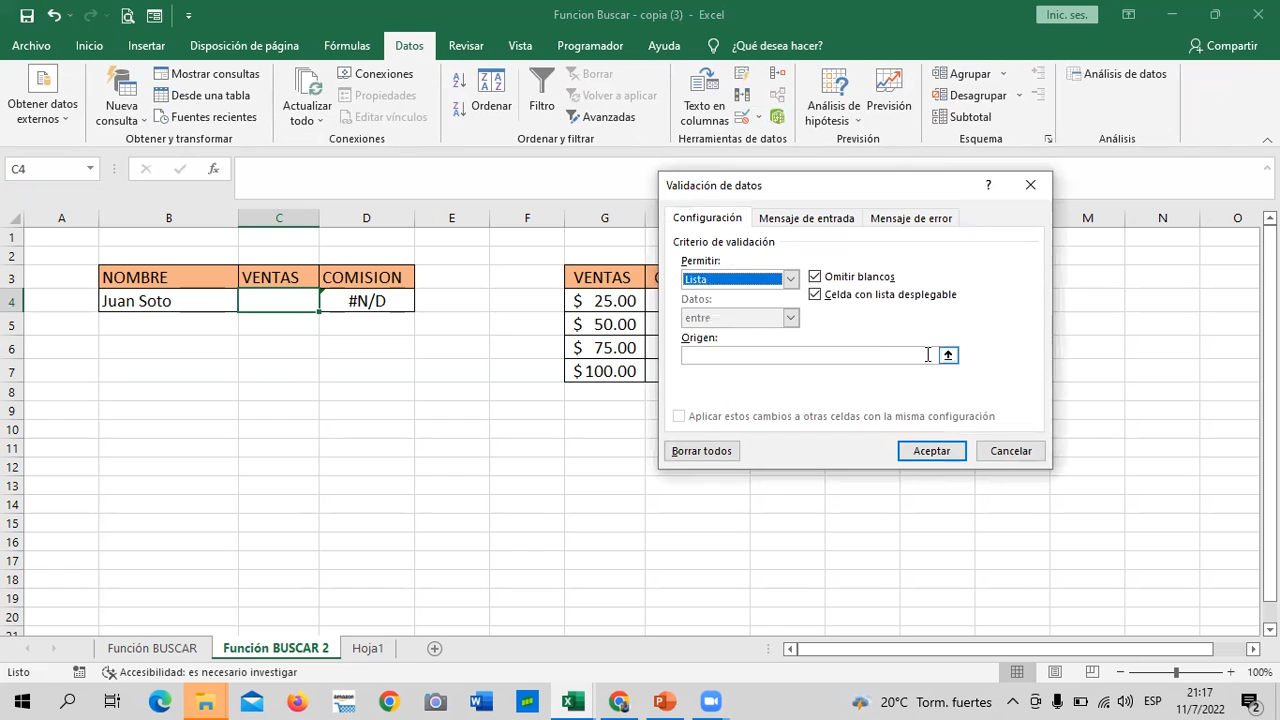 Funcion Buscar - copia (3) - Excel
Inic. ses.
Archivo Inicio Insertar Disposición de página Fórmulas Datos Revisar Vista Programador Ayuda ¿Qué desea hacer? Compartir
Obtener datos externos
Nueva consulta
Mostrar consultas
Desde una tabla
Fuentes recientes
Obtener y transformar
Actualizar todo
Conexiones
Propiedades
Editar vínculos
Conexiones
Ordenar
Filtro
Borrar
Volver a aplicar
Avanzadas
Ordenar y filtrar
Texto en columnas
Herramientas de datos
Análisis de hipótesis
Previsión
Previsión
Agrupar
Desagrupar
Subtotal
Esquema
Análisis de datos
Análisis
C4
fx
A B C D E F G M N O
1
2
3 NOMBRE VENTAS COMISION VENTAS
4 Juan Soto #N/D $ 25.00
5 $ 50.00
6 $ 75.00
7 $ 100.00
8
9
10
11
12
13
14
15
16
17
18
19
20
21
Validación de datos
?
Configuración Mensaje de entrada Mensaje de error
Criterio de validación
Permitir:
Lista
Omitir blancos
Datos:
Celda con lista desplegable
entre
Origen:
Aplicar estos cambios a otras celdas con la misma configuración
Borrar todos Aceptar Cancelar
Función BUSCAR Función BUSCAR 2 Hoja1
Listo Accesibilidad: es necesario investigar 100%
20°C Torm. fuertes ESP 21:17
11/7/2022
2